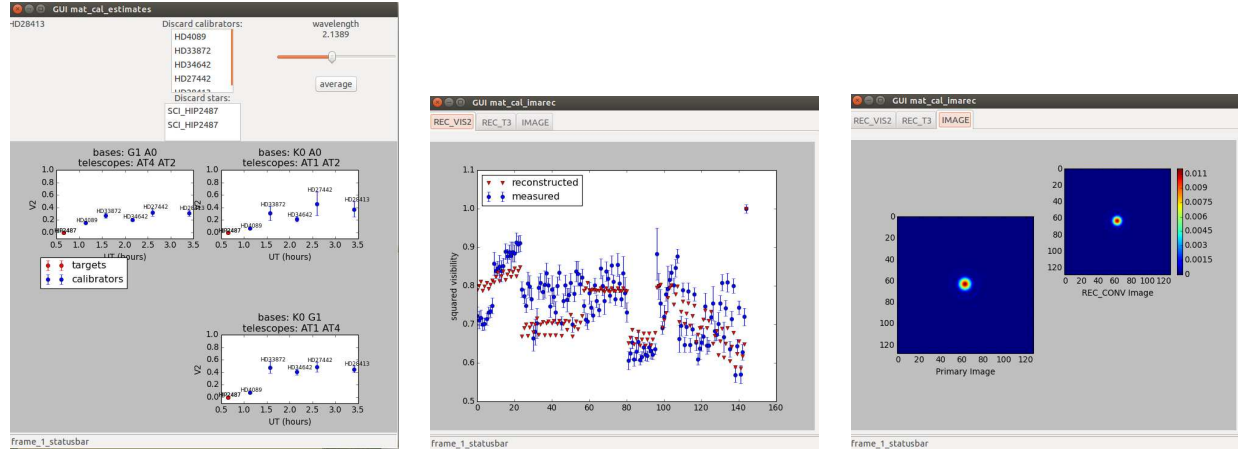 GUI mat_cal_estimates
HD28413
Discard calibrators:
HD4089
HD33872
HD34642
HD27442
HD28413
Discard stars:
SCI_HIP2487
SCI_HIP2487
wavelength
2.1389
average
bases: G1 A0
telescopes: AT4 AT2
1.0
0.8
0.6
0.4
0.2
0.0
V2
HIP2487
HD4089
HD33872
HD34642
HD27442
HD28413
0.5 1.0 1.5 2.0 2.5 3.0 3.5
UT (hours)
bases: K0 A0
telescopes: AT1 AT2
1.0
0.8
0.6
0.4
0.2
0.0
V2
HIP2487
HD4089
HD33872
HD34642
HD27442
HD28413
0.5 1.0 1.5 2.0 2.5 3.0 3.5
UT (hours)
targets
calibrators
bases: K0 G1
telescopes: AT1 AT4
1.0
0.8
0.6
0.4
0.2
0.0
V2
HIP2487
HD4089
HD33872
HD34642
HD27442
HD28413
0.5 1.0 1.5 2.0 2.5 3.0 3.5
UT (hours)
frame_1_statusbar
GUI mat_cal_imarec
REC_VIS2 REC_T3 IMAGE
1.1
1.0
0.9
0.8
0.7
0.6
0.5
squared visibility
reconstructed
measured
0 20 40 60 80 100 120 140 160
frame_1_statusbar
GUI mat_cal_imarec
REC_VIS2 REC_T3 IMAGE
0
20
40
60
80
100
120
0 20 40 60 80 100 120
Primary Image
0
20
40
60
80
100
120
0 20 40 60 80 100 120
REC_CONV Image
0.011
0.009
0.0075
0.006
0.0045
0.003
0.0015
0
frame_1_statusbar